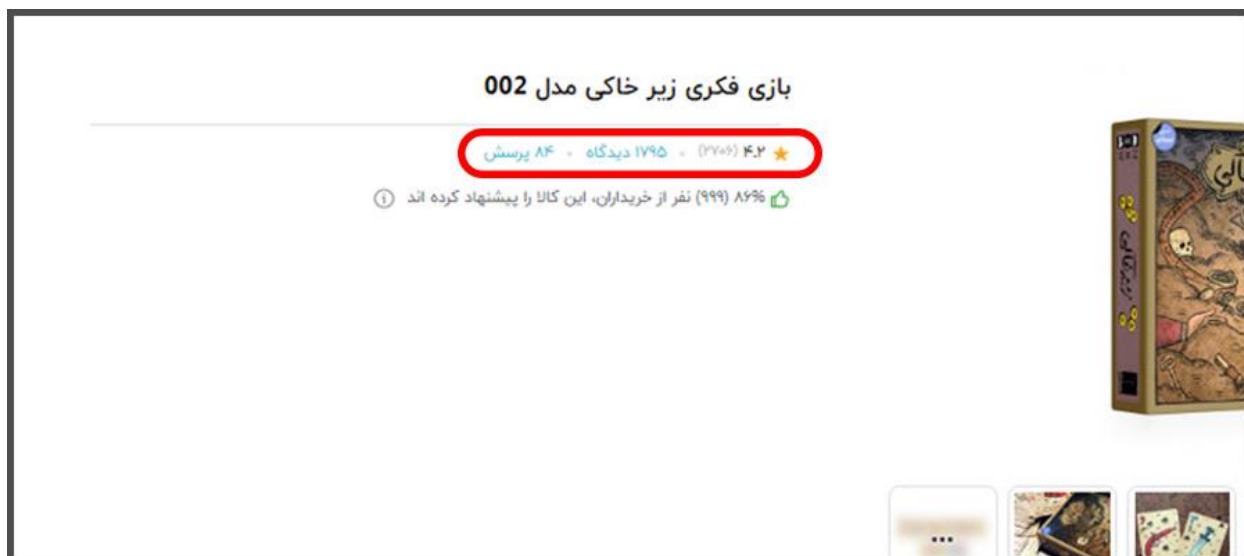 بازی فکری زیر خاکی مدل 002
۴.۲ (۲۷۰۶) • ۱۷۹۵ دیدگاه • ۸۴ پرسش
۸۶% (۹۹۹) نفر از خریداران، این کالا را پیشنهاد کرده اند
زیرخاکی
...